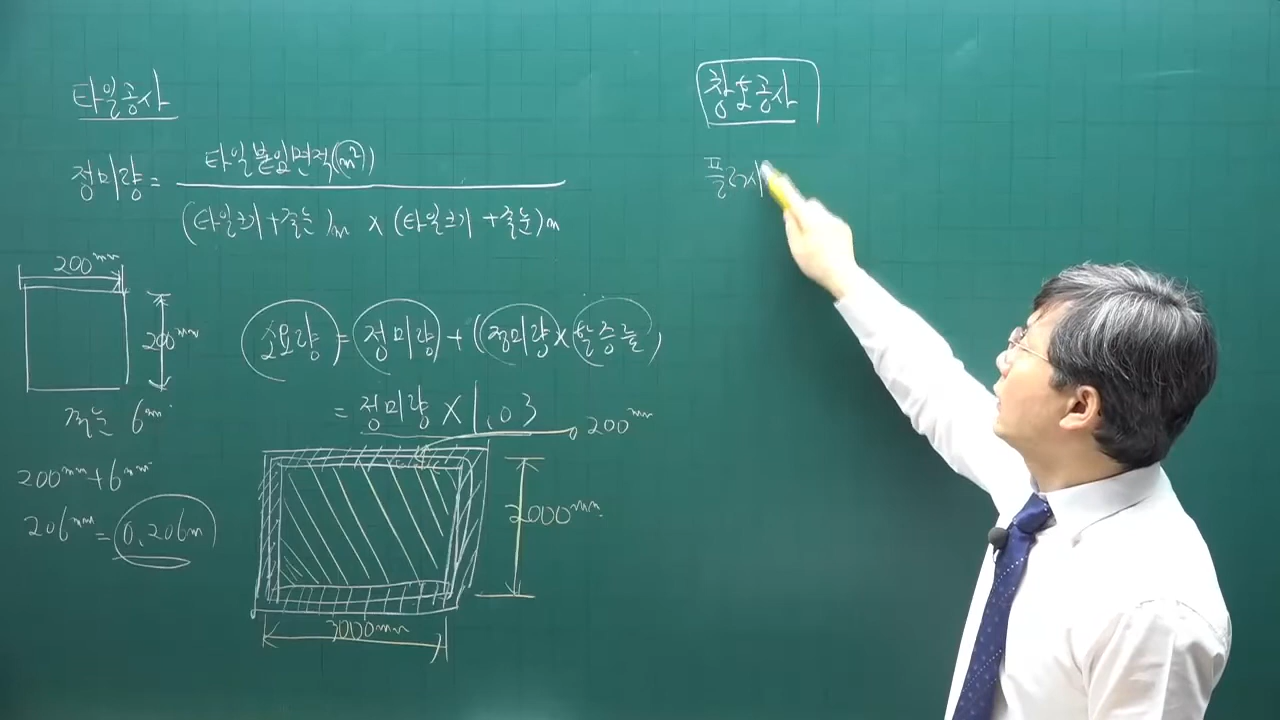 타일공사
정미량 = 타일붙임면적(m²)
(타일크기+줄눈)m x (타일크기+줄눈)m
200mm
200mm
줄눈 6mm
200mm+6mm
206mm = 0.206m
소요량 = 정미량 + (정미량 x 할증률)
= 정미량 x 1.03
200mm
2000mm
3000mm
창호공사